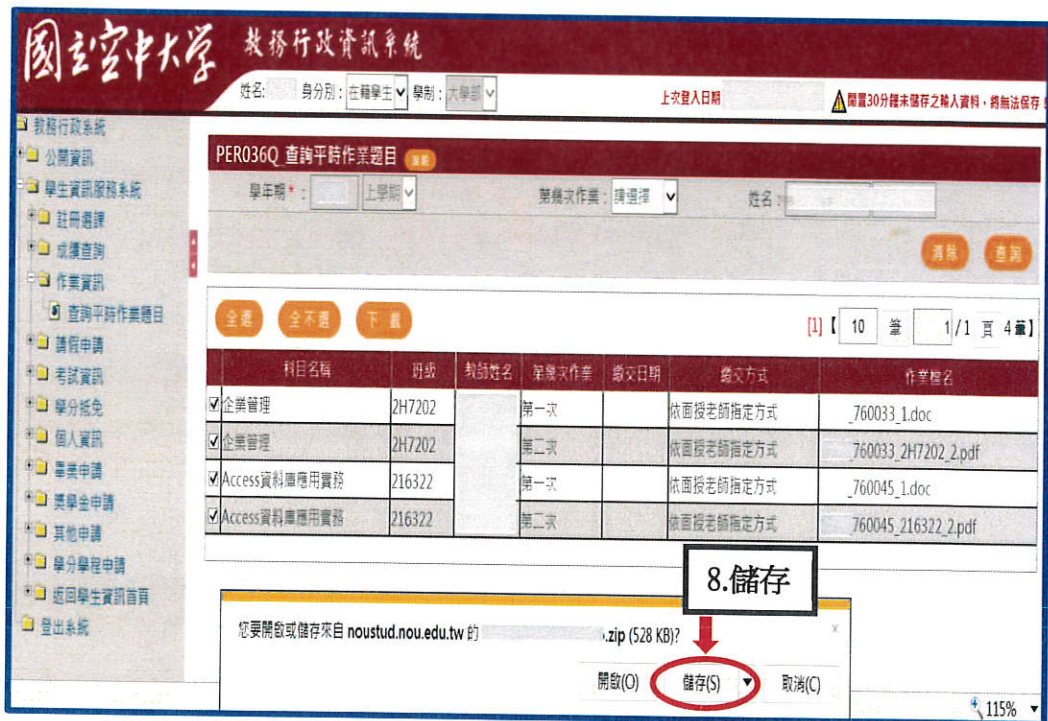 國立空中大學 教務行政資訊系統
姓名: 身分別: 在籍學生 學制: 大學部 上次登入日期 閒置30分鐘未儲存之輸入資料,將無法保存!
教務行政系統
公開資訊
學生資訊服務系統
註冊選課
成績查詢
作業資訊
查詢平時作業題目
請假申請
考試資訊
學分抵免
個人資訊
畢業申請
獎學金申請
其他申請
學分學程申請
返回學生資訊首頁
登出系統
PER036Q_查詢平時作業題目
學年期*: 上學期 第幾次作業: 請選擇 姓名:
清除 查詢
全選 全不選 下載 [1]【 10 筆 1/1 頁 4筆】
科目名稱 班級 教師姓名 第幾次作業 繳交日期 繳交方式 作業檔名
企業管理 2H7202 第一次 依面授老師指定方式 _760033_1.doc
企業管理 2H7202 第二次 依面授老師指定方式 _760033_2H7202_2.pdf
Access資料庫應用實務 216322 第一次 依面授老師指定方式 _760045_1.doc
Access資料庫應用實務 216322 第二次 依面授老師指定方式 _760045_216322_2.pdf
8.儲存
您要開啟或儲存來自 noustud.nou.edu.tw 的 .zip (528 KB)?
x
開啟(O) 儲存(S) 取消(C)
115%